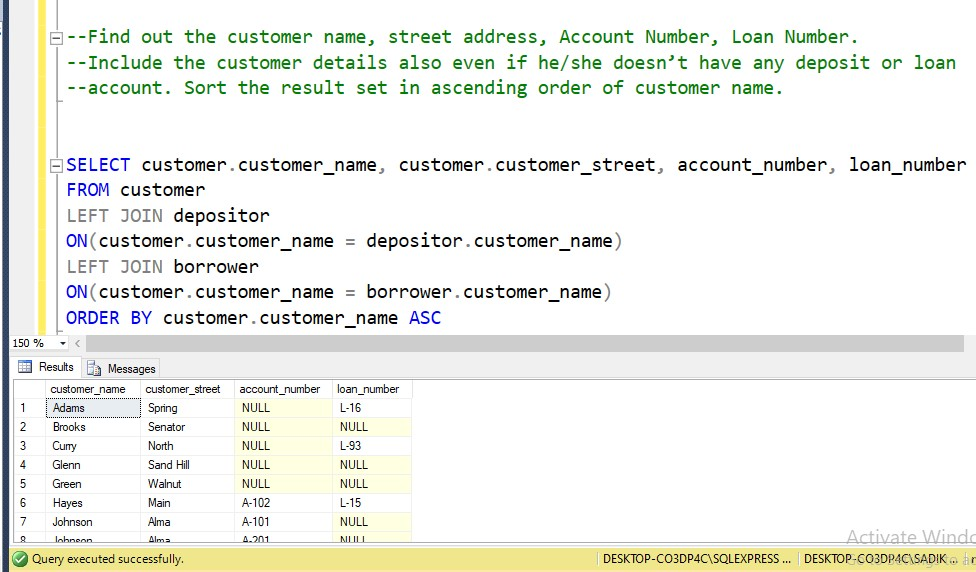 --Find out the customer name, street address, Account Number, Loan Number.
--Include the customer details also even if he/she doesn’t have any deposit or loan
--account. Sort the result set in ascending order of customer name.
SELECT customer.customer_name, customer.customer_street, account_number, loan_number
FROM customer
LEFT JOIN depositor
ON(customer.customer_name = depositor.customer_name)
LEFT JOIN borrower
ON(customer.customer_name = borrower.customer_name)
ORDER BY customer.customer_name ASC
150 %
Results Messages
customer_name customer_street account_number loan_number
1 Adams Spring NULL L-16
2 Brooks Senator NULL NULL
3 Curry North NULL L-93
4 Glenn Sand Hill NULL NULL
5 Green Walnut NULL NULL
6 Hayes Main A-102 L-15
7 Johnson Alma A-101 NULL
8 Johnson Alma A-201 NULL
Activate Windo
Query executed successfully. DESKTOP-CO3DP4C\SQLEXPRESS ... DESKTOP-CO3DP4C\SADIK...